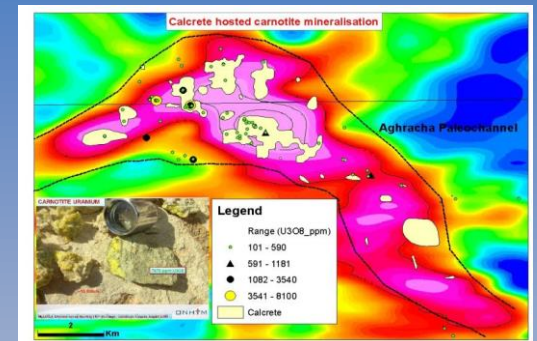 Calcrete hosted carnotite mineralisation
Aghracha Paleochannel
CARNOTITE URANIUM
Legend
Range (U3O8_ppm)
101 - 590
591 - 1181
1082 - 3540
3541 - 8100
Calcrete
2
Km